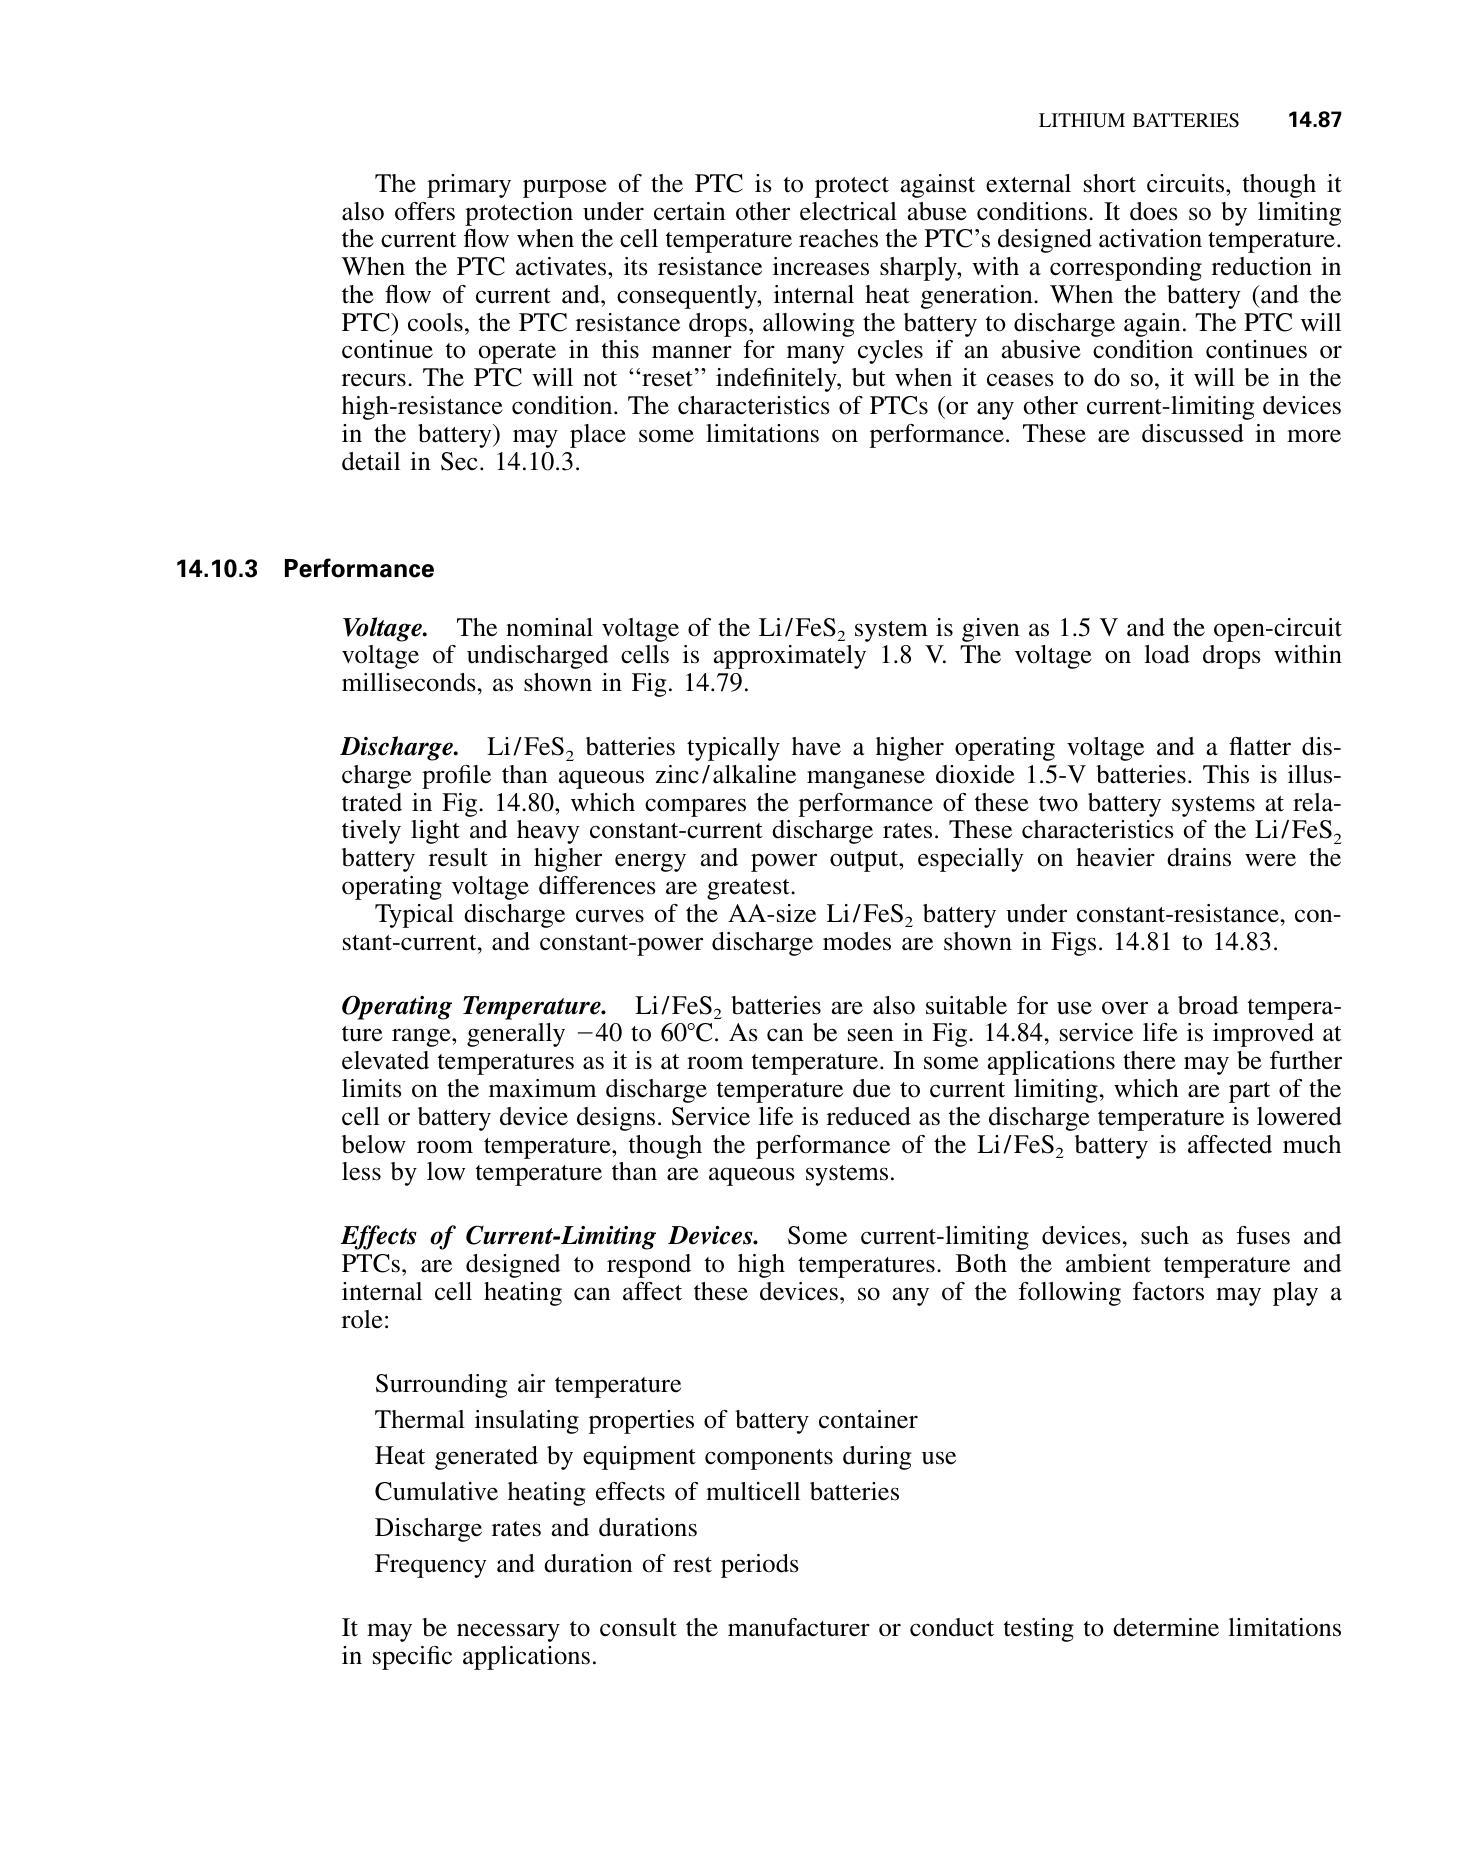 LITHIUM BATTERIES 14.87
The primary purpose of the PTC is to protect against external short circuits, though it
also offers protection under certain other electrical abuse conditions. It does so by limiting
the current flow when the cell temperature reaches the PTC’s designed activation temperature.
When the PTC activates, its resistance increases sharply, with a corresponding reduction in
the flow of current and, consequently, internal heat generation. When the battery (and the
PTC) cools, the PTC resistance drops, allowing the battery to discharge again. The PTC will
continue to operate in this manner for many cycles if an abusive condition continues or
recurs. The PTC will not ‘‘reset’’ indefinitely, but when it ceases to do so, it will be in the
high-resistance condition. The characteristics of PTCs (or any other current-limiting devices
in the battery) may place some limitations on performance. These are discussed in more
detail in Sec. 14.10.3.
14.10.3 Performance
Voltage. The nominal voltage of the Li/FeS₂ system is given as 1.5 V and the open-circuit
voltage of undischarged cells is approximately 1.8 V. The voltage on load drops within
milliseconds, as shown in Fig. 14.79.
Discharge. Li/FeS₂ batteries typically have a higher operating voltage and a flatter dis-
charge profile than aqueous zinc/alkaline manganese dioxide 1.5-V batteries. This is illus-
trated in Fig. 14.80, which compares the performance of these two battery systems at rela-
tively light and heavy constant-current discharge rates. These characteristics of the Li/FeS₂
battery result in higher energy and power output, especially on heavier drains were the
operating voltage differences are greatest.
Typical discharge curves of the AA-size Li/FeS₂ battery under constant-resistance, con-
stant-current, and constant-power discharge modes are shown in Figs. 14.81 to 14.83.
Operating Temperature. Li/FeS₂ batteries are also suitable for use over a broad tempera-
ture range, generally −40 to 60°C. As can be seen in Fig. 14.84, service life is improved at
elevated temperatures as it is at room temperature. In some applications there may be further
limits on the maximum discharge temperature due to current limiting, which are part of the
cell or battery device designs. Service life is reduced as the discharge temperature is lowered
below room temperature, though the performance of the Li/FeS₂ battery is affected much
less by low temperature than are aqueous systems.
Effects of Current-Limiting Devices. Some current-limiting devices, such as fuses and
PTCs, are designed to respond to high temperatures. Both the ambient temperature and
internal cell heating can affect these devices, so any of the following factors may play a
role:
Surrounding air temperature
Thermal insulating properties of battery container
Heat generated by equipment components during use
Cumulative heating effects of multicell batteries
Discharge rates and durations
Frequency and duration of rest periods
It may be necessary to consult the manufacturer or conduct testing to determine limitations
in specific applications.